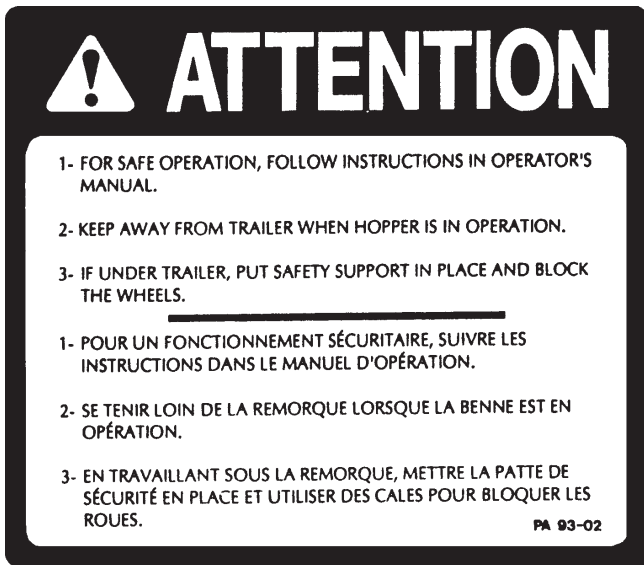 ATTENTION
1- FOR SAFE OPERATION, FOLLOW INSTRUCTIONS IN OPERATOR'S
MANUAL.
2- KEEP AWAY FROM TRAILER WHEN HOPPER IS IN OPERATION.
3- IF UNDER TRAILER, PUT SAFETY SUPPORT IN PLACE AND BLOCK
THE WHEELS.
1- POUR UN FONCTIONNEMENT SÉCURITAIRE, SUIVRE LES
INSTRUCTIONS DANS LE MANUEL D'OPÉRATION.
2- SE TENIR LOIN DE LA REMORQUE LORSQUE LA BENNE EST EN
OPÉRATION.
3- EN TRAVAILLANT SOUS LA REMORQUE, METTRE LA PATTE DE
SÉCURITÉ EN PLACE ET UTILISER DES CALES POUR BLOQUER LES
ROUES.
PA 93-02